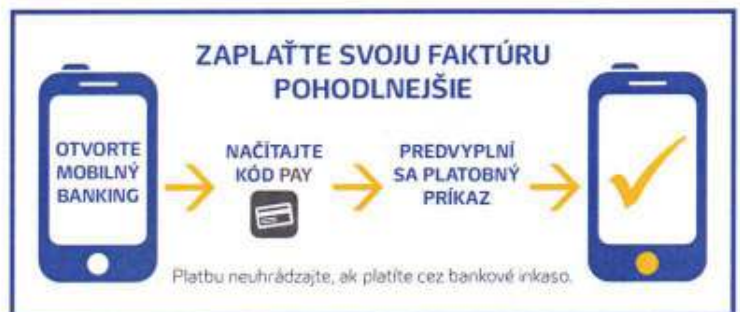 ZAPLAŤTE SVOJU FAKTÚRU
POHODLNEJŠIE
OTVORTE
MOBILNÝ
BANKING
NAČÍTAJTE
KÓD PAY
PREDVYPLNÍ
SA PLATOBNÝ
PRÍKAZ
Platbu neuhrádzajte, ak platíte cez bankové inkaso.